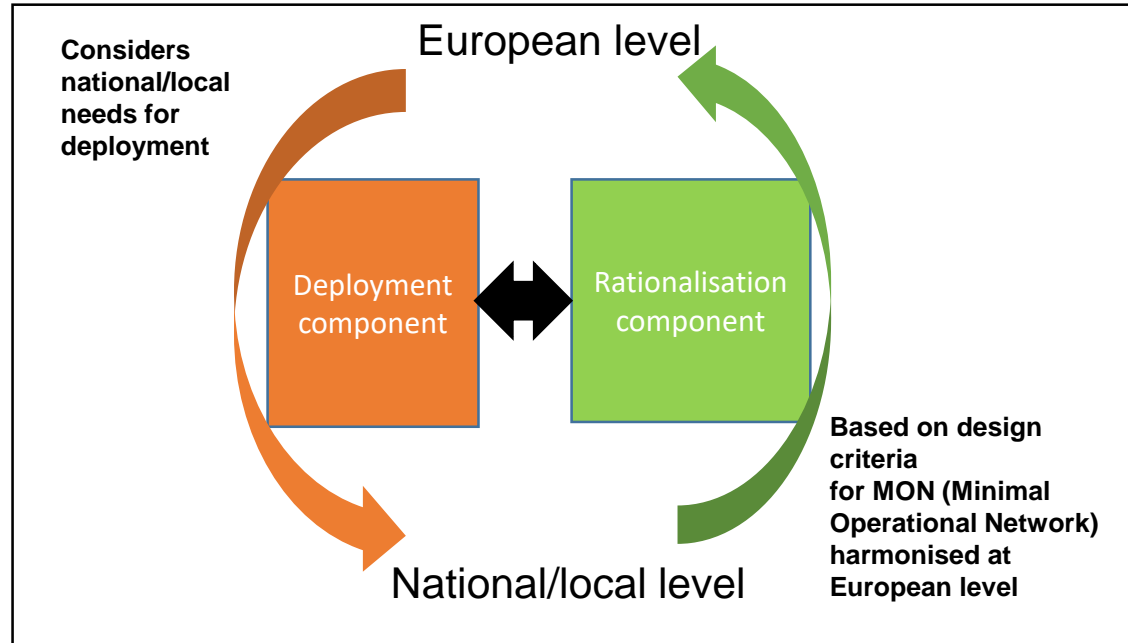 European level
Considers
national/local
needs for
deployment
Deployment
component
Rationalisation
component
Based on design
criteria
for MON (Minimal
Operational Network)
harmonised at
European level
National/local level